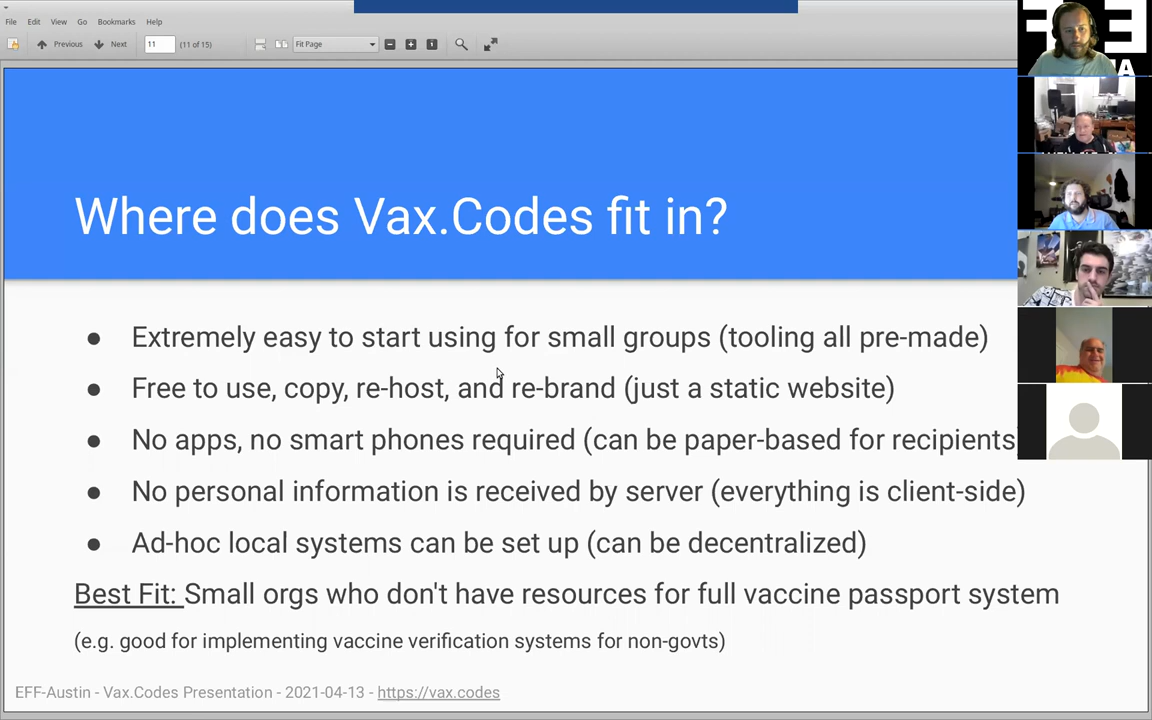 File Edit View Go Bookmarks Help
Previous Next 11 (11 of 15) Fit Page
Where does Vax.Codes fit in?
● Extremely easy to start using for small groups (tooling all pre-made)
● Free to use, copy, re-host, and re-brand (just a static website)
● No apps, no smart phones required (can be paper-based for recipients
● No personal information is received by server (everything is client-side)
● Ad-hoc local systems can be set up (can be decentralized)
Best Fit: Small orgs who don't have resources for full vaccine passport system
(e.g. good for implementing vaccine verification systems for non-govts)
EFF-Austin - Vax.Codes Presentation - 2021-04-13 - https://vax.codes